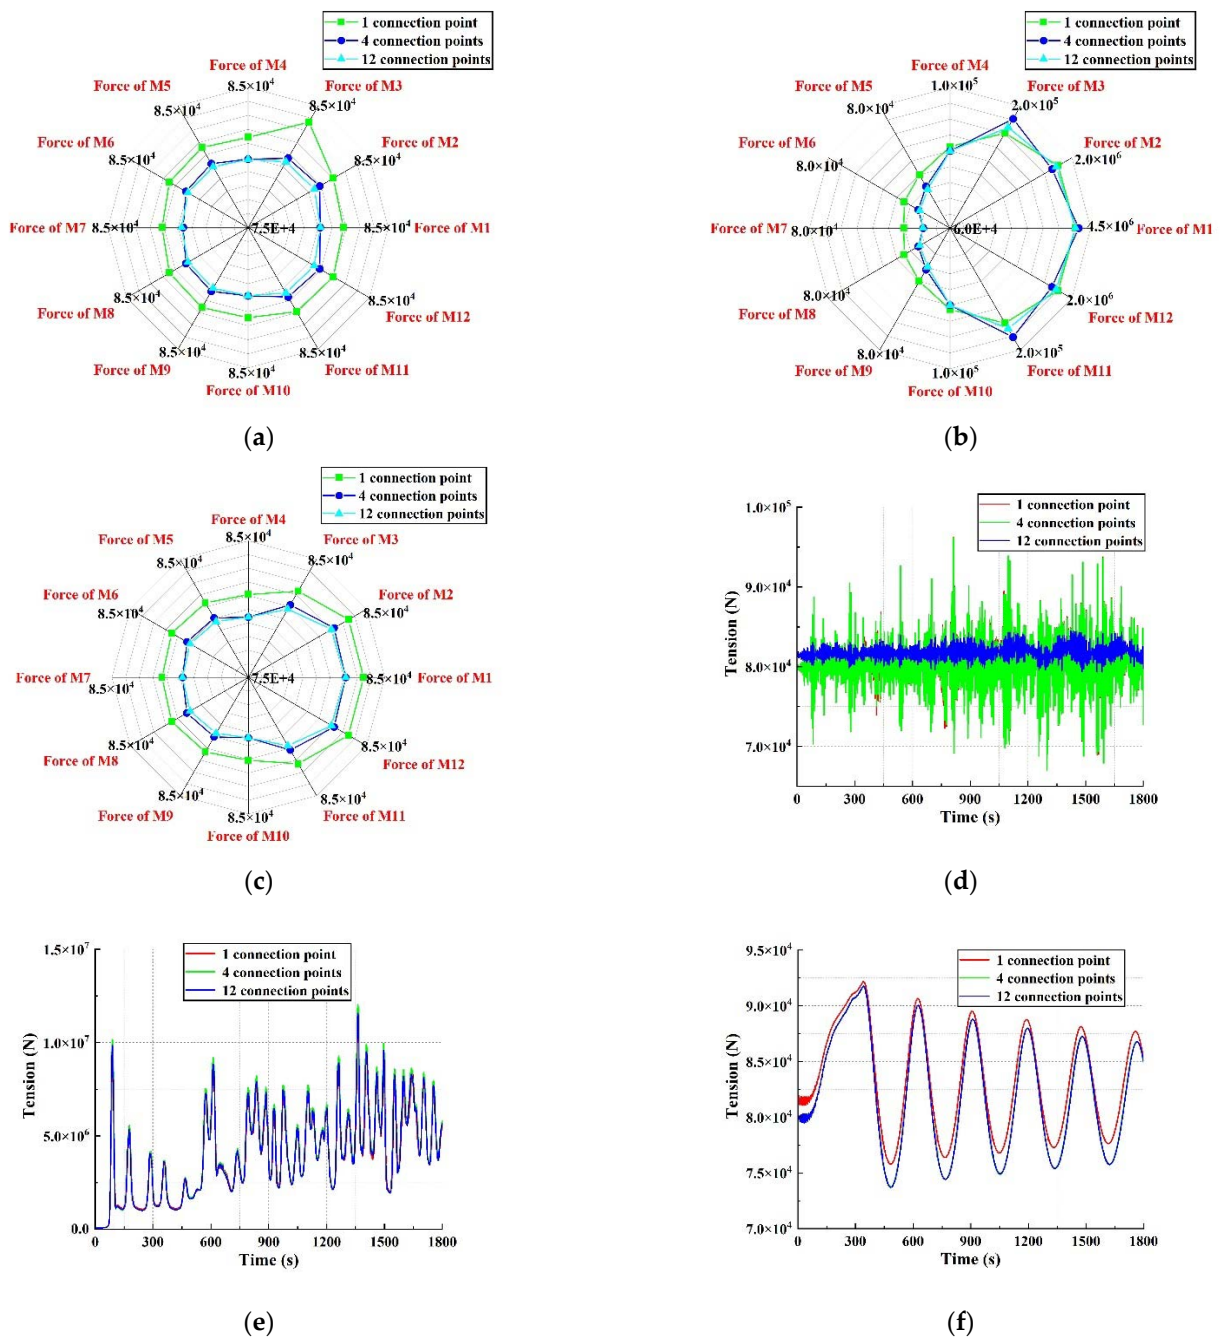 1 connection point
4 connection points
12 connection points
Force of M4
8.5×10⁴
Force of M3
8.5×10⁴
Force of M5
8.5×10⁴
Force of M2
8.5×10⁴
Force of M6
8.5×10⁴
Force of M7
8.5×10⁴
7.5E+4
8.5×10⁴
Force of M1
Force of M8
8.5×10⁴
8.5×10⁴
Force of M12
Force of M9
8.5×10⁴
8.5×10⁴
Force of M11
8.5×10⁴
Force of M10
(a)
1 connection point
4 connection points
12 connection points
Force of M4
1.0×10⁵
Force of M3
2.0×10⁵
Force of M5
8.0×10⁴
Force of M2
2.0×10⁶
Force of M6
8.0×10⁴
Force of M7
8.0×10⁴
6.0E+4
4.5×10⁶
Force of M1
Force of M8
8.0×10⁴
2.0×10⁶
Force of M12
Force of M9
8.0×10⁴
2.0×10⁵
Force of M11
1.0×10⁵
Force of M10
(b)
1 connection point
4 connection points
12 connection points
Force of M4
8.5×10⁴
Force of M3
8.5×10⁴
Force of M5
8.5×10⁴
Force of M2
8.5×10⁴
Force of M6
8.5×10⁴
Force of M7
8.5×10⁴
7.5E+4
8.5×10⁴
Force of M1
Force of M8
8.5×10⁴
8.5×10⁴
Force of M12
Force of M9
8.5×10⁴
8.5×10⁴
Force of M11
8.5×10⁴
Force of M10
(c)
1 connection point
4 connection points
12 connection points
Tension (N)
1.0×10⁵
9.0×10⁴
8.0×10⁴
7.0×10⁴
0 300 600 900 1200 1500 1800
Time (s)
(d)
1 connection point
4 connection points
12 connection points
Tension (N)
1.5×10⁷
1.0×10⁷
5.0×10⁶
0.0
0 300 600 900 1200 1500 1800
Time (s)
(e)
1 connection point
4 connection points
12 connection points
Tension (N)
9.5×10⁴
9.0×10⁴
8.5×10⁴
8.0×10⁴
7.5×10⁴
7.0×10⁴
0 300 600 900 1200 1500 1800
Time (s)
(f)